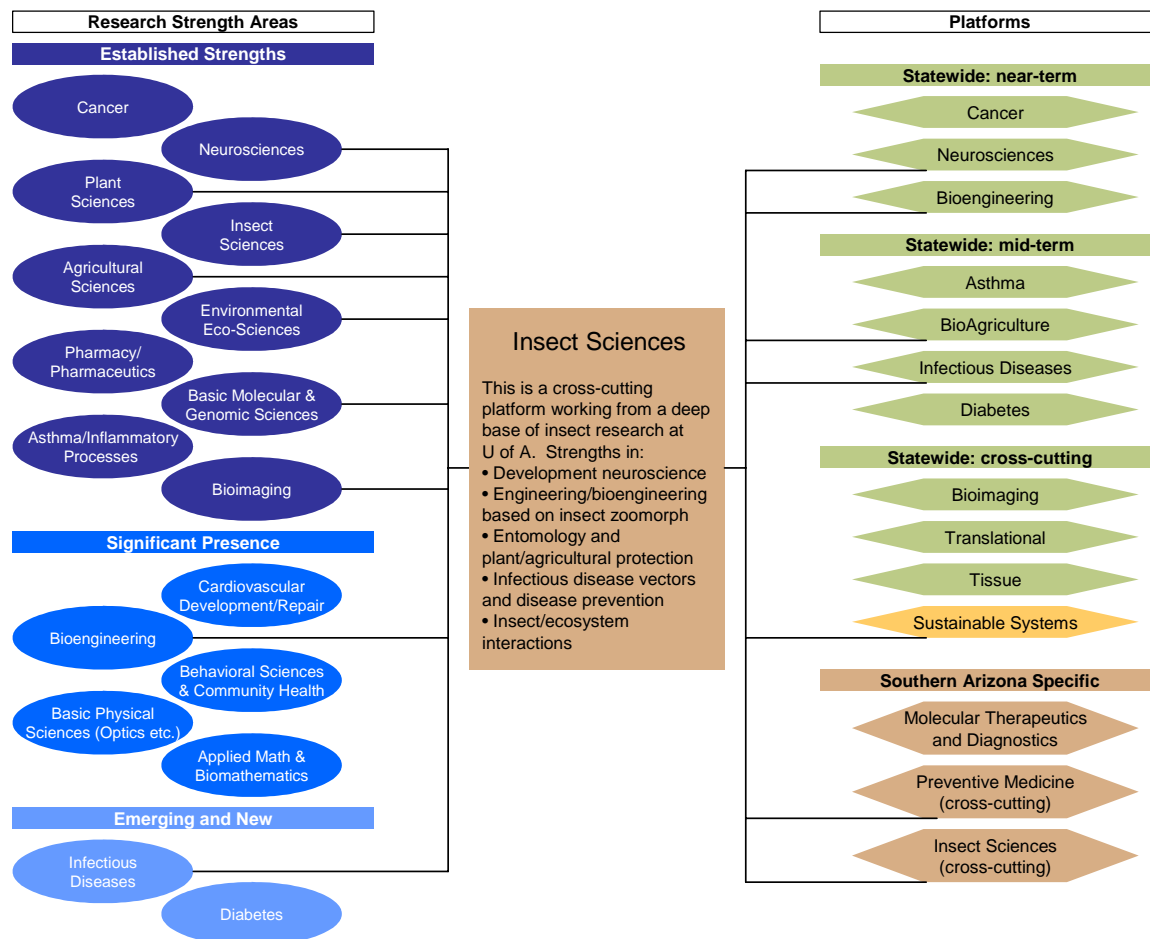 Research Strength Areas
Established Strengths
Cancer
Neurosciences
Plant
Sciences
Insect
Sciences
Agricultural
Sciences
Environmental
Eco-Sciences
Pharmacy/
Pharmaceutics
Basic Molecular &
Genomic Sciences
Asthma/Inflammatory
Processes
Bioimaging
Significant Presence
Cardiovascular
Development/Repair
Bioengineering
Behavioral Sciences
& Community Health
Basic Physical
Sciences (Optics etc.)
Applied Math &
Biomathematics
Emerging and New
Infectious
Diseases
Diabetes
Insect Sciences
This is a cross-cutting
platform working from a deep
base of insect research at
U of A.  Strengths in:
• Development neuroscience
• Engineering/bioengineering
based on insect zoomorph
• Entomology and
plant/agricultural protection
• Infectious disease vectors
and disease prevention
• Insect/ecosystem
interactions
Platforms
Statewide: near-term
Cancer
Neurosciences
Bioengineering
Statewide: mid-term
Asthma
BioAgriculture
Infectious Diseases
Diabetes
Statewide: cross-cutting
Bioimaging
Translational
Tissue
Sustainable Systems
Southern Arizona Specific
Molecular Therapeutics
and Diagnostics
Preventive Medicine
(cross-cutting)
Insect Sciences
(cross-cutting)